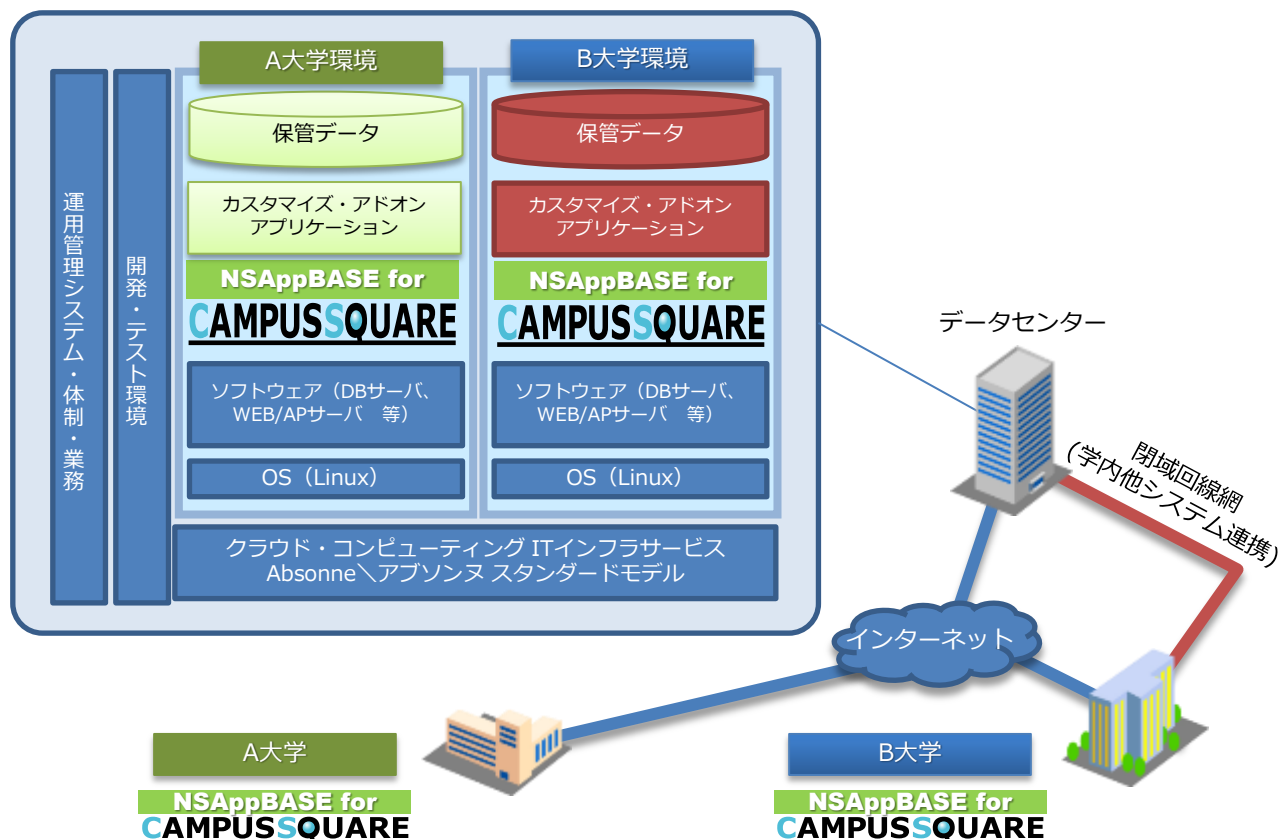 A大学環境
B大学環境
運用管理システム・体制・業務
開発・テスト環境
保管データ
カスタマイズ・アドオン
アプリケーション
NSAppBASE for
CAMPUSSQUARE
ソフトウェア（DBサーバ、
WEB/APサーバ　等）
OS（Linux）
保管データ
カスタマイズ・アドオン
アプリケーション
NSAppBASE for
CAMPUSSQUARE
ソフトウェア（DBサーバ、
WEB/APサーバ　等）
OS（Linux）
クラウド・コンピューティング ITインフラサービス
Absonne＼アブソンヌ スタンダードモデル
データセンター
閉域回線網
（学内他システム連携）
インターネット
A大学
NSAppBASE for
CAMPUSSQUARE
B大学
NSAppBASE for
CAMPUSSQUARE